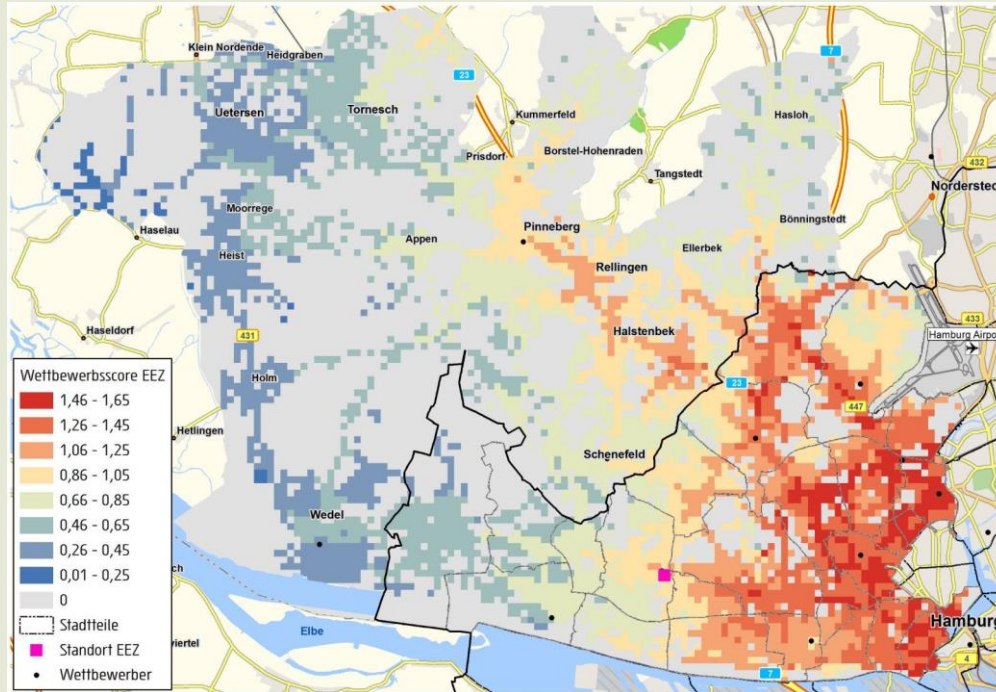 Klein Nordende
Heidgraben
7
23
Uetersen
Tornesch
Kummerfeld
Hasloh
Prisdorf
Borstel-Hohenraden
432
Tangstedt
Nordersted
Moorrege
Haselau
Pinneberg
Bönningstedt
Appen
Ellerbek
Heist
Rellingen
433
Haseldorf
431
Halstenbek
Hamburg Airpo
Wettbewerbsscore EEZ
1,46 - 1,65
1,26 - 1,45
1,06 - 1,25
0,86 - 1,05
0,66 - 0,85
0,46 - 0,65
0,26 - 0,45
0,01 - 0,25
0
Stadtteile
Standort EEZ
Wettbewerber
Holm
23
447
Hetlingen
Schenefeld
Wedel
ch
Elbe
viertel
Hamburg
7
4